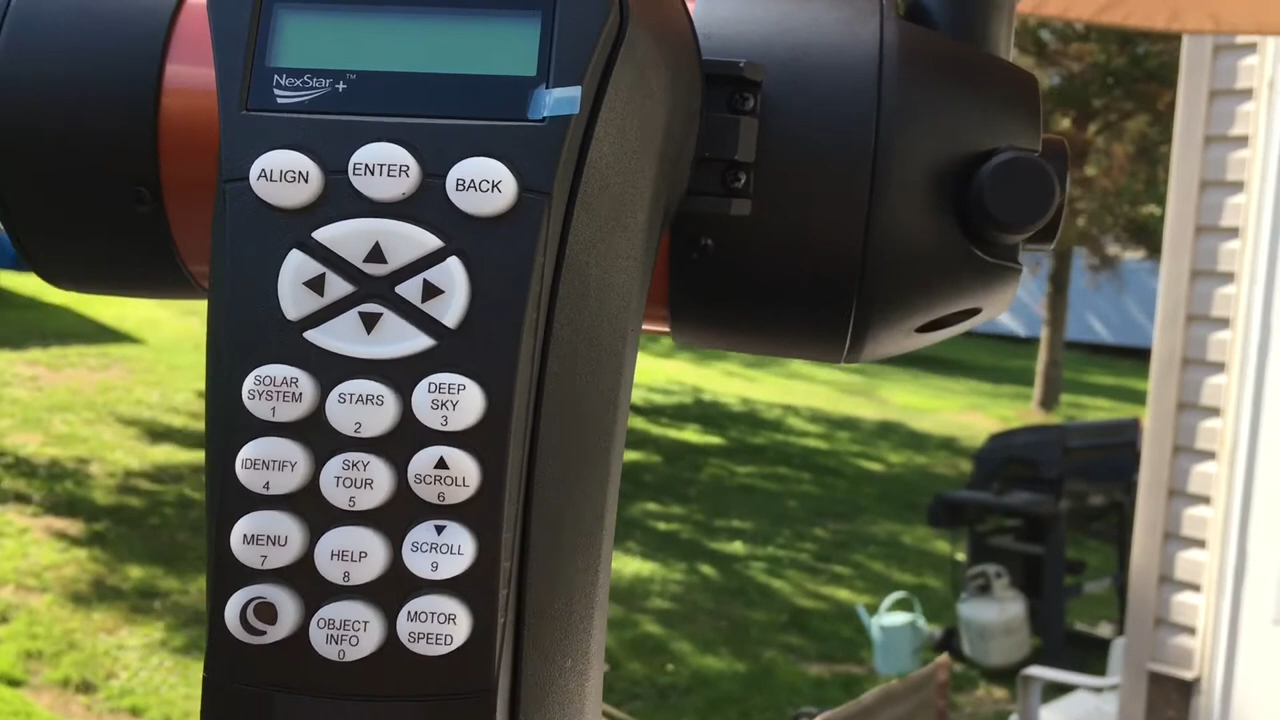 NexStar+™
ALIGN
ENTER
BACK
SOLAR
SYSTEM
1
STARS
2
DEEP
SKY
3
IDENTIFY
4
SKY
TOUR
5
SCROLL
6
MENU
7
HELP
8
SCROLL
9
OBJECT
INFO
0
MOTOR
SPEED